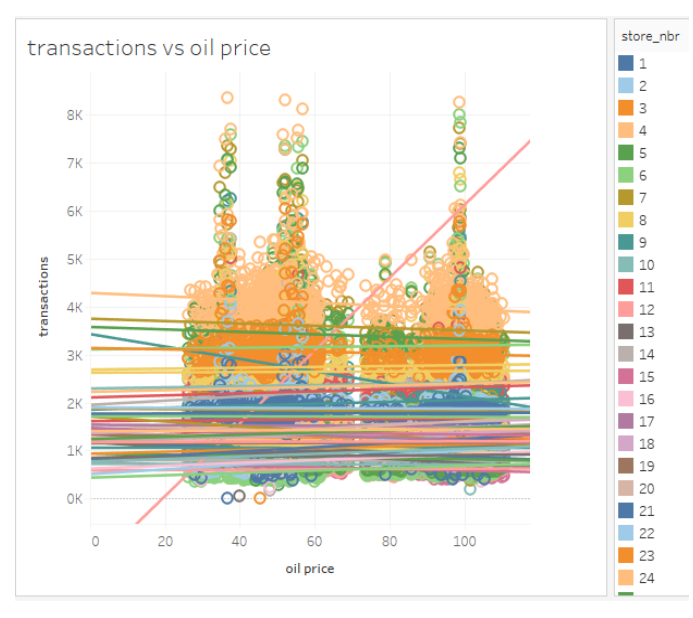 transactions vs oil price
8K
7K
6K
5K
4K
3K
2K
1K
0K
transactions
0 20 40 60 80 100
oil price
store_nbr
1
2
3
4
5
6
7
8
9
10
11
12
13
14
15
16
17
18
19
20
21
22
23
24